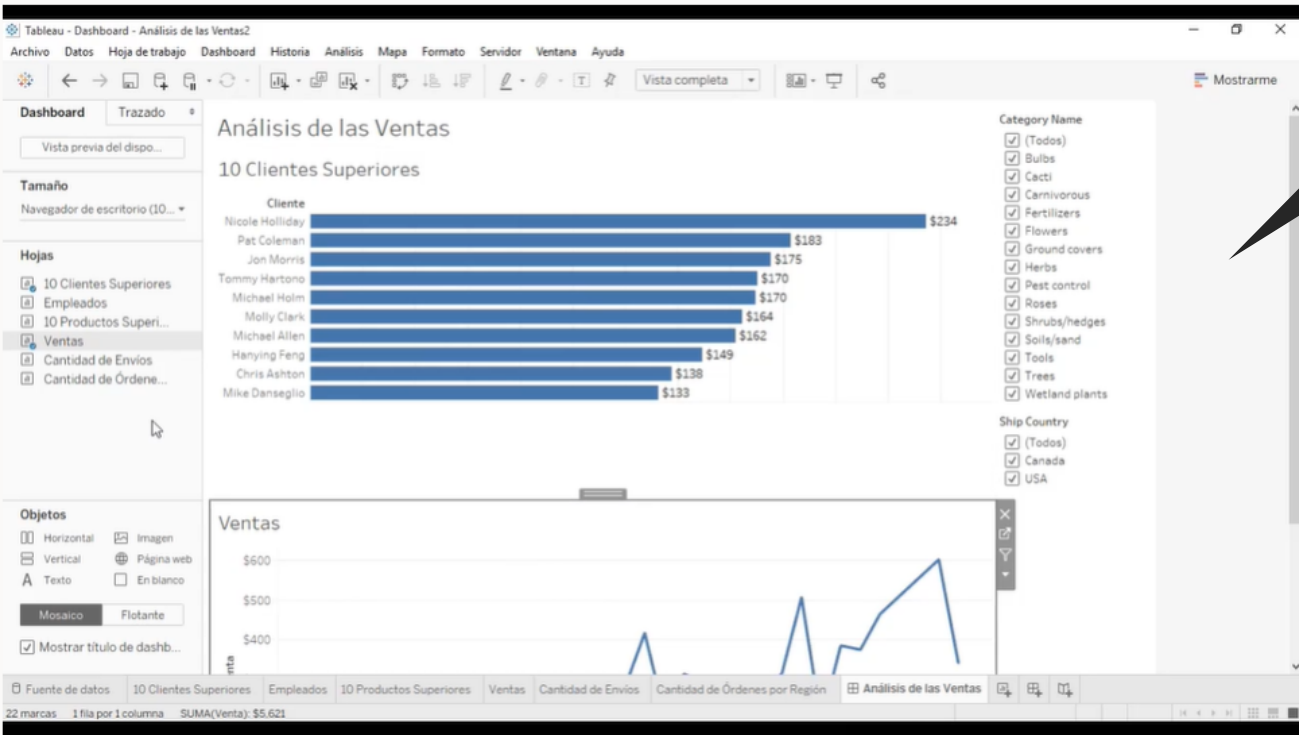 Tableau - Dashboard - Análisis de las Ventas2
Archivo Datos Hoja de trabajo Dashboard Historia Análisis Mapa Formato Servidor Ventana Ayuda
Vista completa
Mostrarme
Dashboard Trazado
Vista previa del dispo...
Tamaño
Navegador de escritorio (10...
Hojas
10 Clientes Superiores
Empleados
10 Productos Superi...
Ventas
Cantidad de Envíos
Cantidad de Órdene...
Objetos
Horizontal Imagen
Vertical Página web
A Texto En blanco
Mosaico Flotante
Mostrar título de dashb...
Análisis de las Ventas
10 Clientes Superiores
Cliente
Nicole Holliday $234
Pat Coleman $183
Jon Morris $175
Tommy Hartono $170
Michael Holm $170
Molly Clark $164
Michael Allen $162
Hanying Feng $149
Chris Ashton $138
Mike Danseglio $133
Category Name
(Todos)
Bulbs
Cacti
Carnivorous
Fertilizers
Flowers
Ground covers
Herbs
Pest control
Roses
Shrubs/hedges
Soils/sand
Tools
Trees
Wetland plants
Ship Country
(Todos)
Canada
USA
Ventas
$600
$500
$400
Fuente de datos 10 Clientes Superiores Empleados 10 Productos Superiores Ventas Cantidad de Envíos Cantidad de Órdenes por Región Análisis de las Ventas
22 marcas 1 fila por 1 columna SUMA(Venta): $5,621